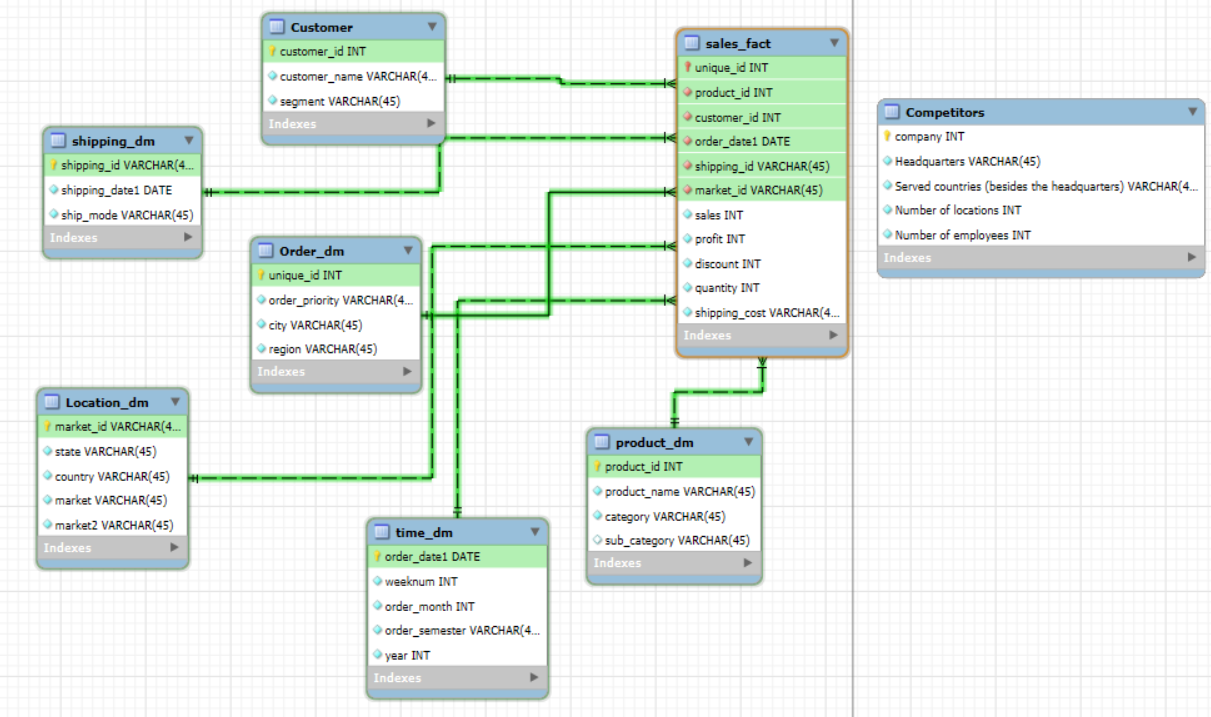 Customer
customer_id INT
customer_name VARCHAR(4...
segment VARCHAR(45)
Indexes
shipping_dm
shipping_id VARCHAR(4...
shipping_date1 DATE
ship_mode VARCHAR(45)
Indexes
Order_dm
unique_id INT
order_priority VARCHAR(4...
city VARCHAR(45)
region VARCHAR(45)
Indexes
Location_dm
market_id VARCHAR(4...
state VARCHAR(45)
country VARCHAR(45)
market VARCHAR(45)
market2 VARCHAR(45)
Indexes
time_dm
order_date1 DATE
weeknum INT
order_month INT
order_semester VARCHAR(4...
year INT
Indexes
sales_fact
unique_id INT
product_id INT
customer_id INT
order_date1 DATE
shipping_id VARCHAR(45)
market_id VARCHAR(45)
sales INT
profit INT
discount INT
quantity INT
shipping_cost VARCHAR(4...
Indexes
product_dm
product_id INT
product_name VARCHAR(45)
category VARCHAR(45)
sub_category VARCHAR(45)
Indexes
Competitors
company INT
Headquarters VARCHAR(45)
Served countries (besides the headquarters) VARCHAR(4...
Number of locations INT
Number of employees INT
Indexes